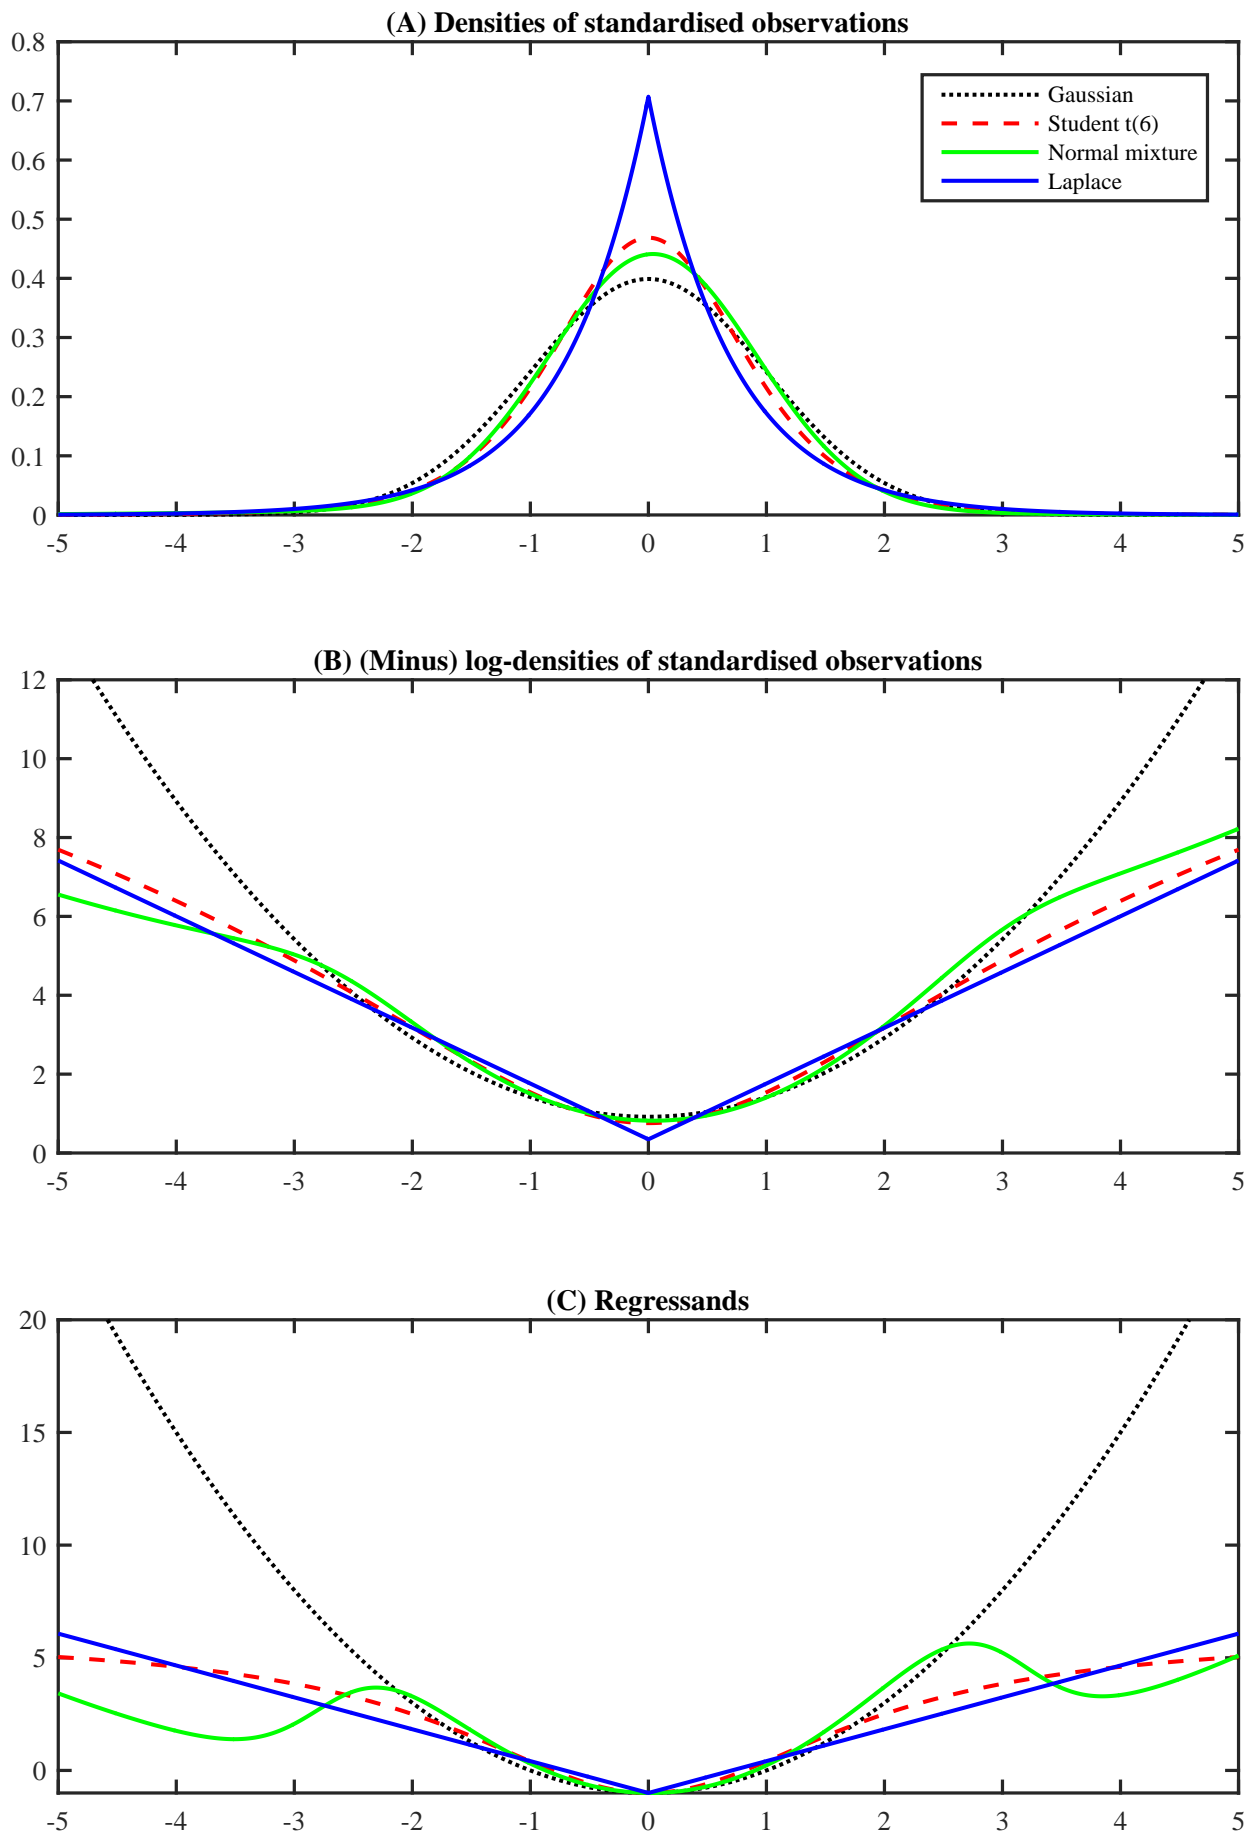 (A) Densities of standardised observations
0.8
0.7
0.6
0.5
0.4
0.3
0.2
0.1
0
-5 -4 -3 -2 -1 0 1 2 3 4 5
Gaussian
Student t(6)
Normal mixture
Laplace
(B) (Minus) log-densities of standardised observations
12
10
8
6
4
2
0
-5 -4 -3 -2 -1 0 1 2 3 4 5
(C) Regressands
20
15
10
5
0
-5 -4 -3 -2 -1 0 1 2 3 4 5